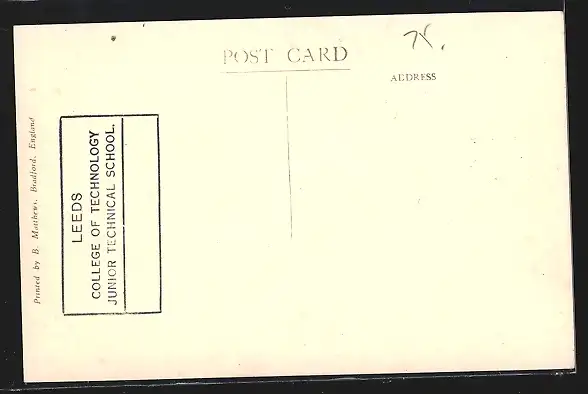 POST CARD
ADDRESS
Printed by B. Matthews, Bradford, England
LEEDS
COLLEGE OF TECHNOLOGY
JUNIOR TECHNICAL SCHOOL.